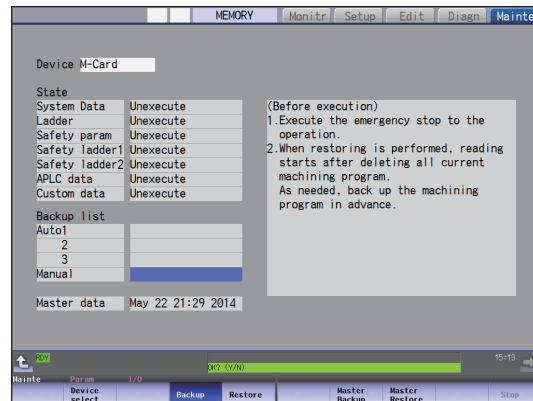 MEMORY Monitr Setup Edit Diagn Mainte
Device M-Card
State
System Data Unexecute
Ladder Unexecute
Safety param Unexecute
Safety ladder1 Unexecute
Safety ladder2 Unexecute
APLC data Unexecute
Custom data Unexecute
Backup list
Auto1
2
3
Manual
Master data May 22 21:29 2014
(Before execution)
1.Execute the emergency stop to the
operation.
2.When restoring is performed, reading
starts after deleting all current
machining program.
As needed, back up the machining
program in advance.
RDY 15:13
OK? (Y/N)
Mainte Param I/O
Device select Backup Restore Master Backup Master Restore Stop